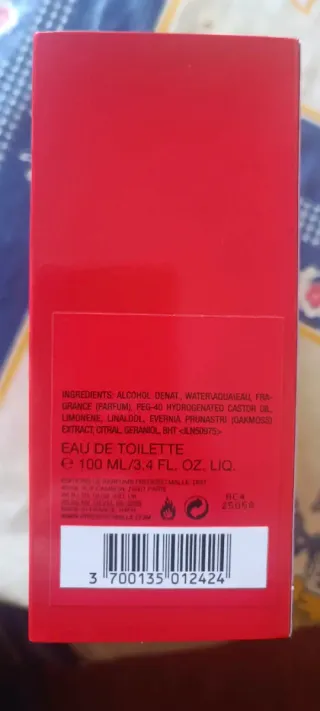 INGREDIENTS: ALCOHOL DENAT., WATER\AQUA\EAU, FRA-
GRANCE (PARFUM), PEG-40 HYDROGENATED CASTOR OIL,
LIMONENE, LINALOOL, EVERNIA PRUNASTRI (OAKMOSS)
EXTRACT, CITRAL, GERANIOL, BHT <ILN50975>
EAU DE TOILETTE
℮ 100 ML/3.4 FL. OZ. LIQ.
BC4
3 700135 012424